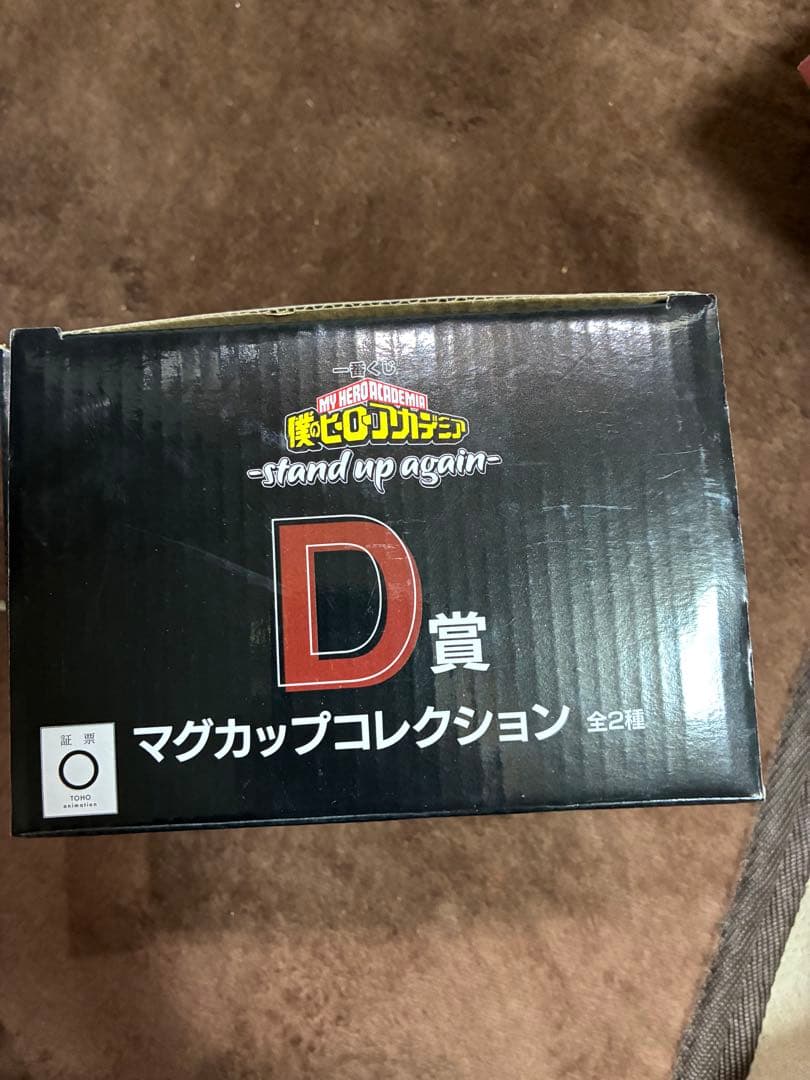 一番くじ
MY HERO ACADEMIA
僕のヒーローアカデミア
-stand up again-
D賞
マグカップコレクション 全2種
証票
TOHO
animation